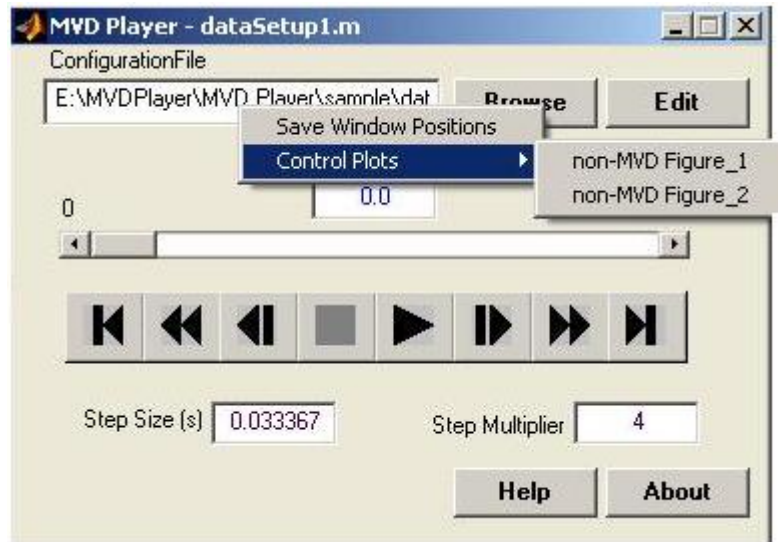 MVD Player - dataSetup1.m
ConfigurationFile
E:\MVDPlayer\MVD Player\sample\dat
Browse
Edit
Save Window Positions
Control Plots
non-MVD Figure_1
non-MVD Figure_2
0
0.0
Step Size (s)
0.033367
Step Multiplier
4
Help
About